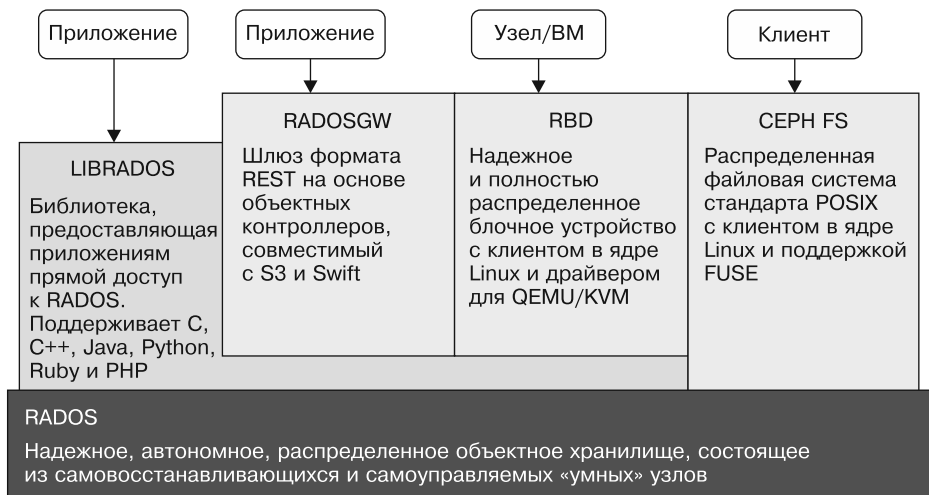 Приложение
Приложение
Узел/ВМ
Клиент
LIBRADOS
Библиотека,
предоставляющая
приложениям
прямой доступ
к RADOS.
Поддерживает C,
C++, Java, Python,
Ruby и PHP
RADOSGW
Шлюз формата
REST на основе
объектных
контроллеров,
совместимый
с S3 и Swift
RBD
Надежное
и полностью
распределенное
блочное устройство
с клиентом в ядре
Linux и драйвером
для QEMU/KVM
CEPH FS
Распределенная
файловая система
стандарта POSIX
с клиентом в ядре
Linux и поддержкой
FUSE
RADOS
Надежное, автономное, распределенное объектное хранилище, состоящее
из самовосстанавливающихся и самоуправляемых «умных» узлов